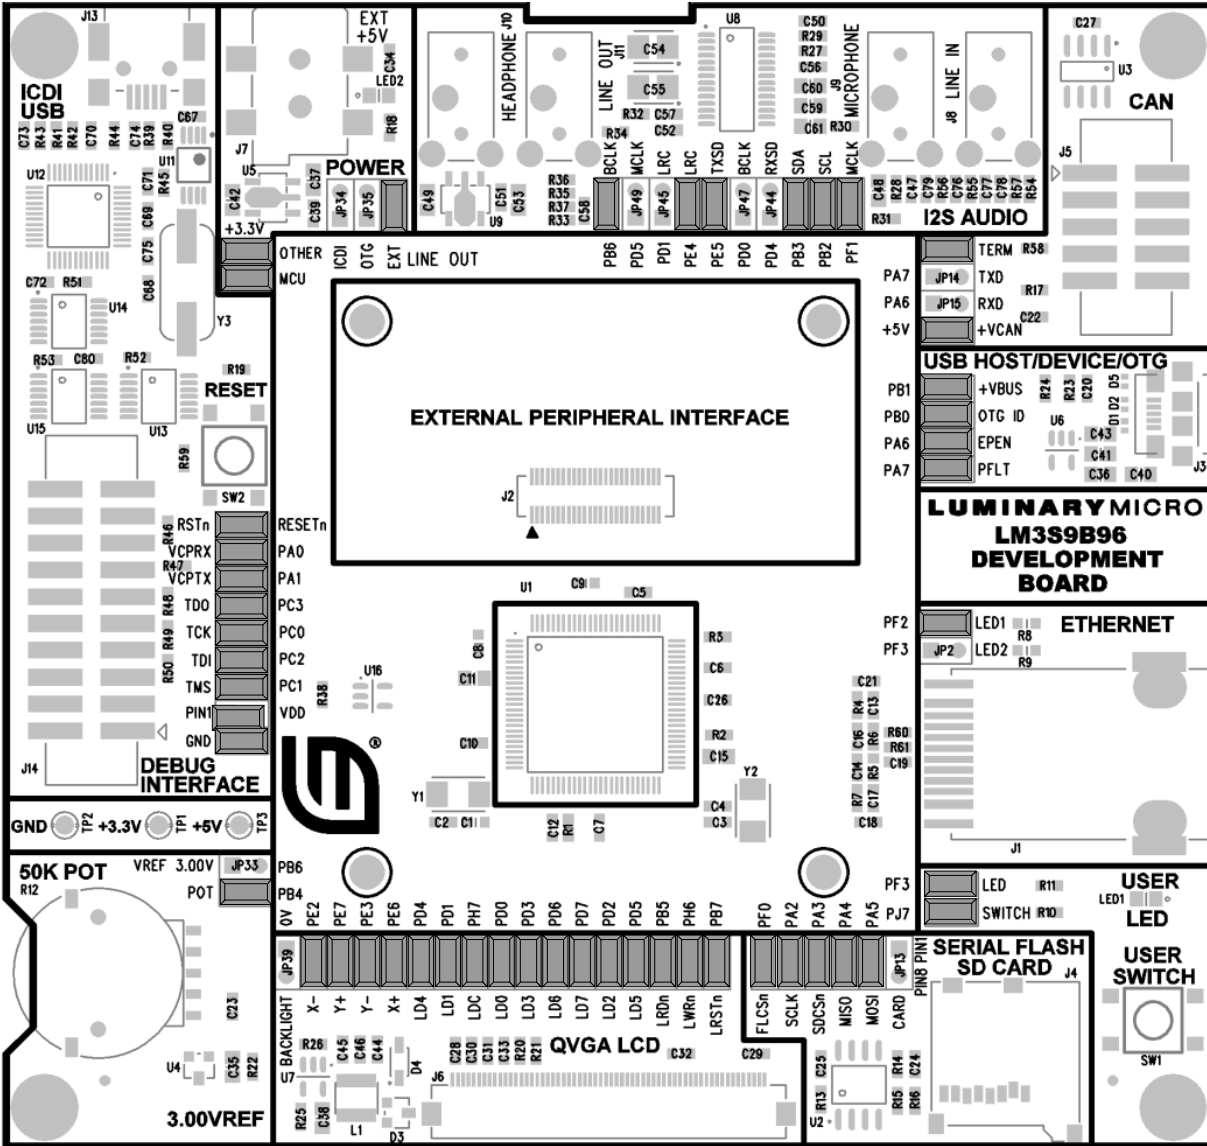 J13
ICDI
USB
C73 R43 R41 R42 C70 R44 C74 R39 R40
C67
U11
U12
C71
R45
C69
C75
C68
C72 R51
U14
Y3
R53 C80 R52
U15
U13
R19
RESET
R59
SW2
EXT
+5V
C34
LED2
R18
J7
U5
C42
C37
C39
POWER
JP34
JP35
+3.3V
OTHER
MCU
ICDI
OTG
EXT
LINE OUT
HEADPHONE
J10
LINE OUT
J11
C54
C55
R32
C57
C52
R34
U8
C50
R29
R27
C56
C60
C59
C61
R30
J9
MICROPHONE
J8 LINE IN
C49
U9
C51
C53
R36
R35
R37
R33
C58
BCLK
MCLK
LRC
LRC
TXSD
BCLK
RXSD
SDA
SCL
MCLK
JP49
JP45
JP47
JP44
PB6
PD5
PD1
PE4
PE5
PD0
PD4
PB3
PB2
PF1
C48 R28 C47 C79 R56 C76 R55 C77 C78 R57 R54
R31
I2S AUDIO
C27
U3
CAN
J5
TERM
R58
PA7
JP14
TXD
PA6
JP15
RXD
R17
+5V
+VCAN
C22
USB HOST/DEVICE/OTG
PB1
+VBUS
PB0
OTG ID
PA6
EPEN
PA7
PFLT
R24
R23
C20
D5
D2
D1
U6
C43
C41
C36
C40
J3
EXTERNAL PERIPHERAL INTERFACE
J2
LUMINARYMICRO
LM3S9B96
DEVELOPMENT
BOARD
RSTn
RESETn
R46
VCPRX
PA0
R47
VCPTX
PA1
R48
TDO
PC3
R49
TCK
PC0
R50
TDI
PC2
TMS
PC1
PIN1
VDD
GND
J14
DEBUG
INTERFACE
R38
U16
®
U1
C9
C5
C8
C11
C10
R3
C6
C26
R2
C15
C4
C3
Y1
C2
C1
C12
R1
C7
Y2
C21
R4
C13
C16
R6
R60
R61
C19
C14
R5
R7
C17
C18
PF2
LED1
R8
PF3
JP2
LED2
R9
ETHERNET
J1
GND
TP2
+3.3V
TP1
+5V
TP3
50K POT
R12
VREF 3.00V
JP33
PB6
POT
PB4
PF3
LED
R11
PJ7
SWITCH
R10
USER
LED
LED1
0V
PE2
PE7
PE3
PE6
PD4
PD1
PH7
PD0
PD3
PD6
PD7
PD2
PD5
PB5
PH6
PB7
PF0
PA2
PA3
PA4
PA5
JP39
JP13
PIN8 PIN1
BACKLIGHT
X-
Y+
Y-
X+
LD4
LD1
LDC
LD0
LD3
LD6
LD7
LD2
LD5
LRDn
LWRn
LRSTn
FLCSn
SCLK
SDCSn
MISO
MOSI
CARD
SERIAL FLASH
SD CARD
J4
USER
SWITCH
SW1
C23
U4
C35
R22
3.00VREF
R26
C45
C46
C44
U7
D4
R25
C38
L1
D3
C28 C30 C31 C33 R20 R21
QVGA LCD
C32
C29
J6
C25
R13
U2
R14
C24
R15
R16